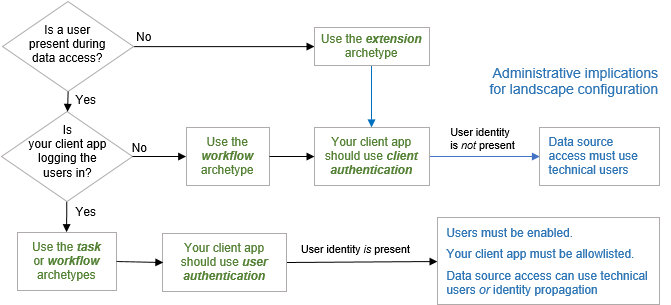 Is a user
present during
data access?
No
Use the extension
archetype
Administrative implications
for landscape configuration
Yes
Is
your client app
logging the
users in?
No
Use the
workflow
archetype
Your client app
should use client
authentication
User identity
is not present
Data source
access must use
technical users
Yes
Use the task
or workflow
archetypes
Your client app
should use user
authentication
User identity is present
Users must be enabled.
Your client app must be allowlisted.
Data source access can use technical
users or identity propagation